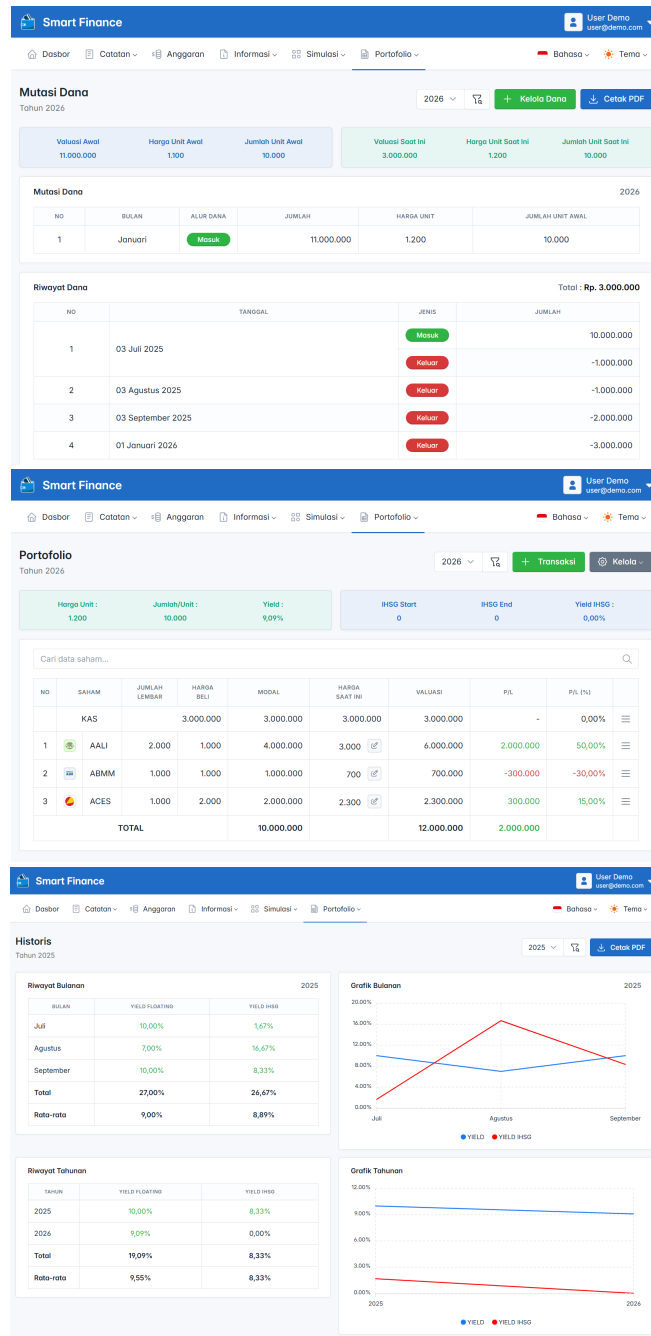 Smart Finance
User Demo
user@demo.com
Dasbor Catatan Anggaran Informasi Simulasi Portofolio Bahasa Tema
Mutasi Dana
Tahun 2026
2026 + Kelola Dana Cetak PDF
Valuasi Awal Harga Unit Awal Jumlah Unit Awal Valuasi Saat Ini Harga Unit Saat Ini Jumlah Unit Saat Ini
11.000.000 1.100 10.000 3.000.000 1.200 10.000
Mutasi Dana 2026
NO BULAN ALUR DANA JUMLAH HARGA UNIT JUMLAH UNIT AWAL
1 Januari Masuk 11.000.000 1.200 10.000
Riwayat Dana Total : Rp. 3.000.000
NO TANGGAL JENIS JUMLAH
1 03 Juli 2025 Masuk 10.000.000
Keluar -1.000.000
2 03 Agustus 2025 Keluar -1.000.000
3 03 September 2025 Keluar -2.000.000
4 01 Januari 2026 Keluar -3.000.000
Smart Finance
User Demo
user@demo.com
Dasbor Catatan Anggaran Informasi Simulasi Portofolio Bahasa Tema
Portofolio
Tahun 2026
2026 + Transaksi Kelola
Harga Unit : Jumlah/Unit : Yield : IHSG Start IHSG End Yield IHSG :
1.200 10.000 9,09% 0 0 0,00%
Cari data saham...
NO SAHAM JUMLAH LEMBAR HARGA BELI MODAL HARGA SAAT INI VALUASI P/L P/L (%)
KAS 3.000.000 3.000.000 3.000.000 3.000.000 - 0,00%
1 AALI 2.000 1.000 4.000.000 3.000 6.000.000 2.000.000 50,00%
2 ABMM 1.000 1.000 1.000.000 700 700.000 -300.000 -30,00%
3 ACES 1.000 2.000 2.000.000 2.300 2.300.000 300.000 15,00%
TOTAL 10.000.000 12.000.000 2.000.000
Smart Finance
User Demo
user@demo.com
Dasbor Catatan Anggaran Informasi Simulasi Portofolio Bahasa Tema
Historis
Tahun 2025
2025 Cetak PDF
Riwayat Bulanan 2025
BULAN YIELD FLOATING YIELD IHSG
Juli 10,00% 1,67%
Agustus 7,00% 16,67%
September 10,00% 8,33%
Total 27,00% 26,67%
Rata-rata 9,00% 8,89%
Grafik Bulanan 2025
20.00%
16.00%
12.00%
8.00%
4.00%
0.00%
Juli Agustus September
YIELD YIELD IHSG
Riwayat Tahunan
TAHUN YIELD FLOATING YIELD IHSG
2025 10,00% 8,33%
2026 9,09% 0,00%
Total 19,09% 8,33%
Rata-rata 9,55% 8,33%
Grafik Tahunan
12.00%
9.00%
6.00%
3.00%
0.00%
2025 2026
YIELD YIELD IHSG